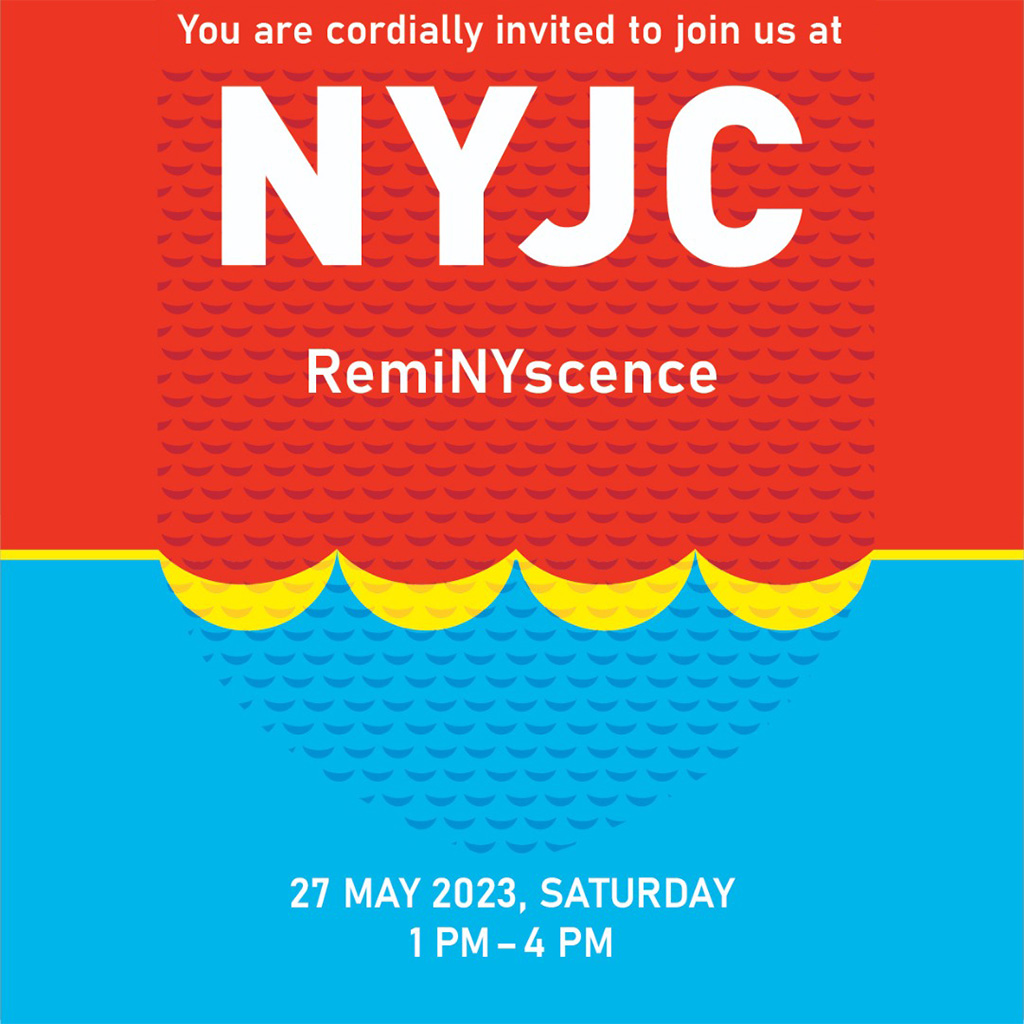 You are cordially invited to join us at
NYJC
RemiNYscence
27 MAY 2023, SATURDAY
1 PM – 4 PM